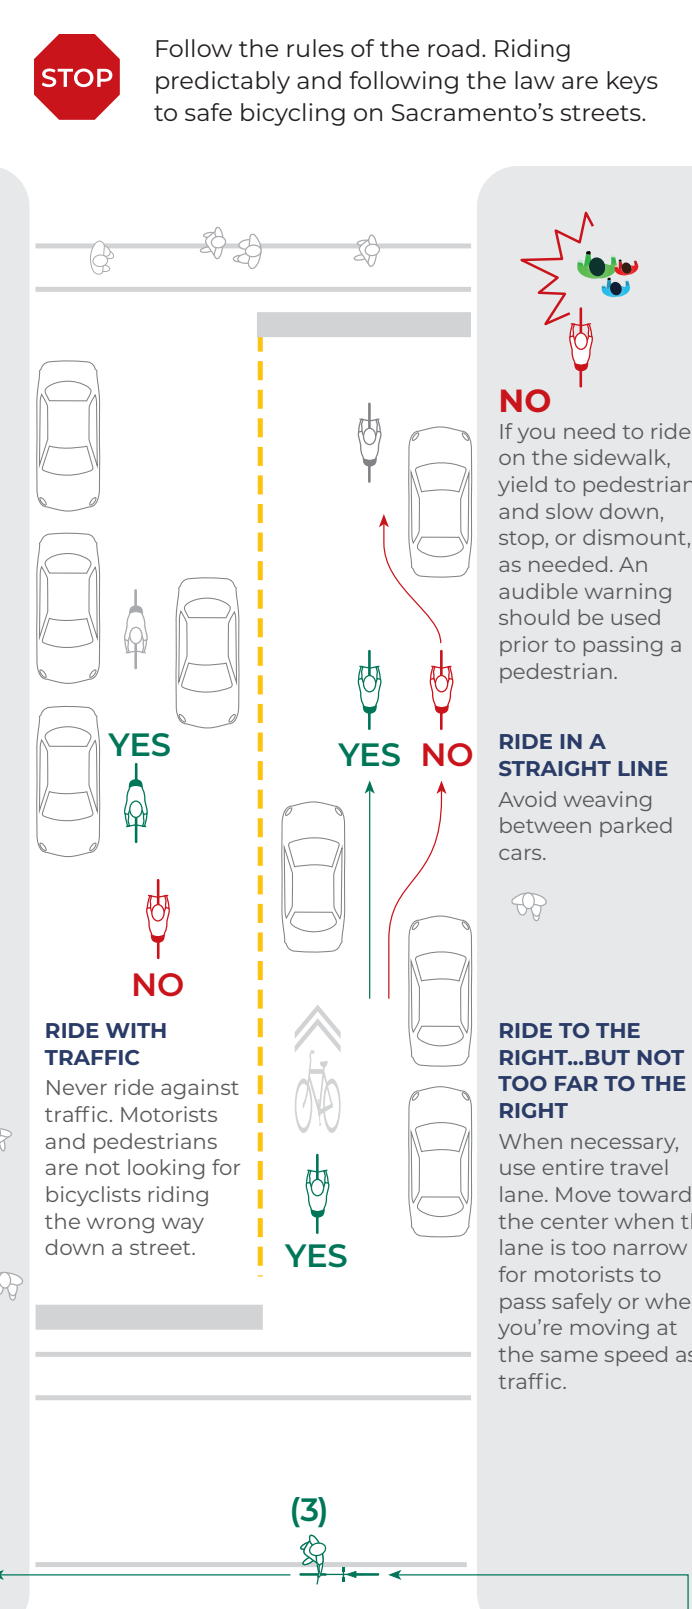 STOP
Follow the rules of the road. Riding
predictably and following the law are keys
to safe bicycling on Sacramento’s streets.
NO
If you need to ride
on the sidewalk,
yield to pedestrian
and slow down,
stop, or dismount,
as needed. An
audible warning
should be used
prior to passing a
pedestrian.
YES
YES NO
RIDE IN A
STRAIGHT LINE
Avoid weaving
between parked
cars.
NO
RIDE WITH
TRAFFIC
Never ride against
traffic. Motorists
and pedestrians
are not looking for
bicyclists riding
the wrong way
down a street.
YES
RIDE TO THE
RIGHT...BUT NOT
TOO FAR TO THE
RIGHT
When necessary,
use entire travel
lane. Move toward
the center when
lane is too narrow
for motorists to
pass safely or
you’re moving at
the same speed as
traffic.
(3)